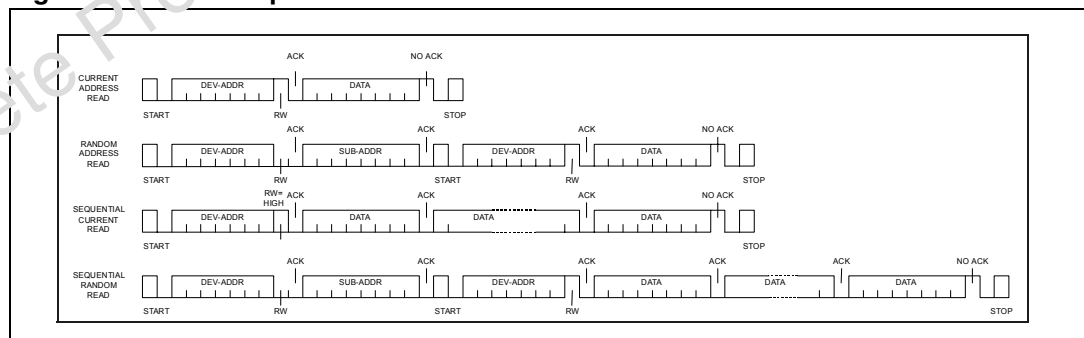 ACK NO ACK
CURRENT ADDRESS READ
DEV-ADDR DATA
START RW STOP
ACK ACK ACK NO ACK
RANDOM ADDRESS READ
DEV-ADDR SUB-ADDR DEV-ADDR DATA
START RW START RW STOP
RW= HIGH ACK ACK ACK NO ACK
SEQUENTIAL CURRENT READ
DEV-ADDR DATA DATA DATA
START STOP
ACK ACK ACK ACK ACK NO ACK
SEQUENTIAL RANDOM READ
DEV-ADDR SUB-ADDR DEV-ADDR DATA DATA DATA
START RW START RW STOP